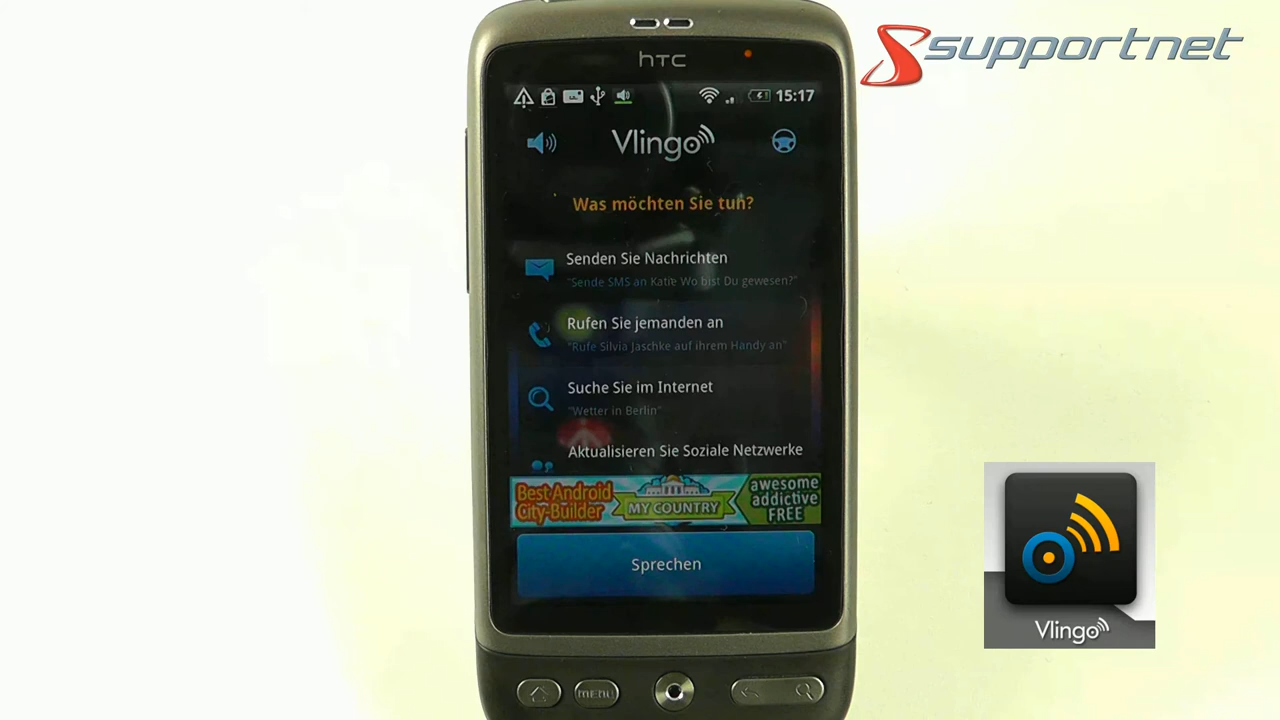 supportnet
hTC
15:17
Vlingo
Was möchten Sie tun?
Senden Sie Nachrichten
"Sende SMS an Katie Wo bist Du gewesen?"
Rufen Sie jemanden an
"Rufe Silvia Jaschke auf ihrem Handy an"
Suche Sie im Internet
"Wetter in Berlin"
Aktualisieren Sie Soziale Netzwerke
Best Android
City-Builder
MY COUNTRY
awesome
addictive
FREE
Sprechen
Vlingo
MENU